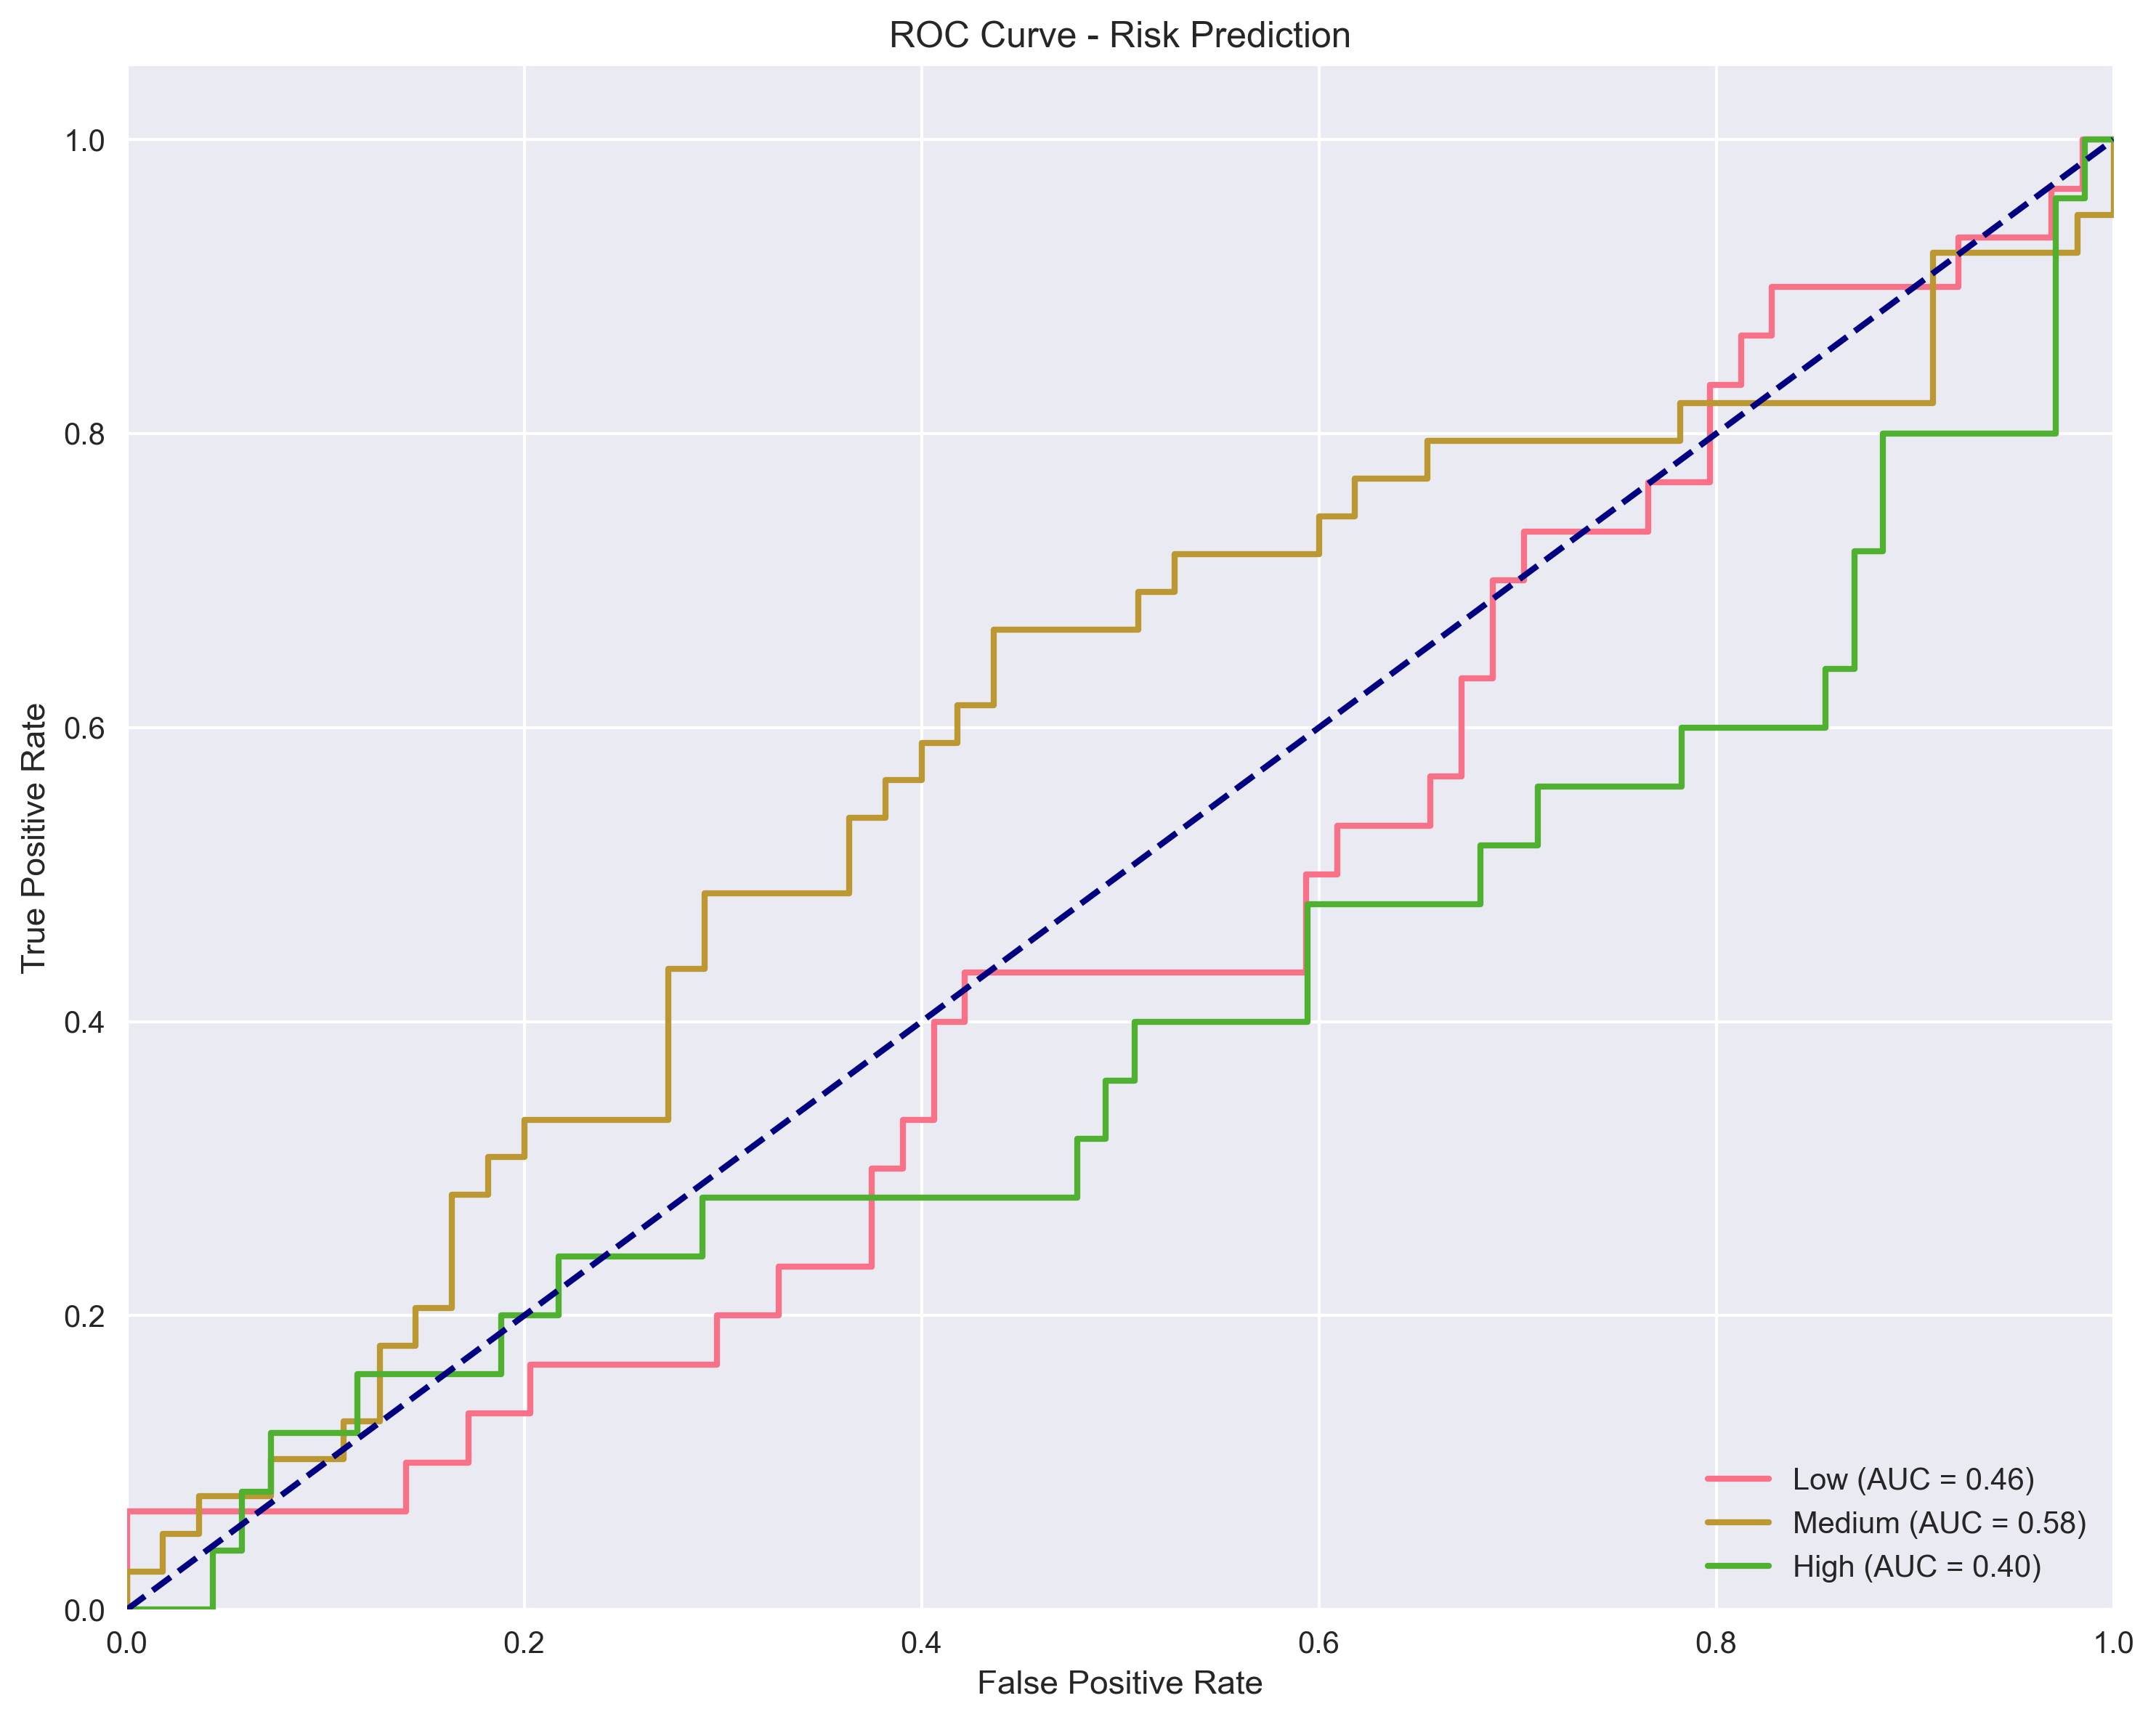 ROC Curve - Risk Prediction
1.0
0.8
0.6
0.4
0.2
0.0
True Positive Rate
0.0 0.2 0.4 0.6 0.8 1.0
False Positive Rate
Low (AUC = 0.46)
Medium (AUC = 0.58)
High (AUC = 0.40)